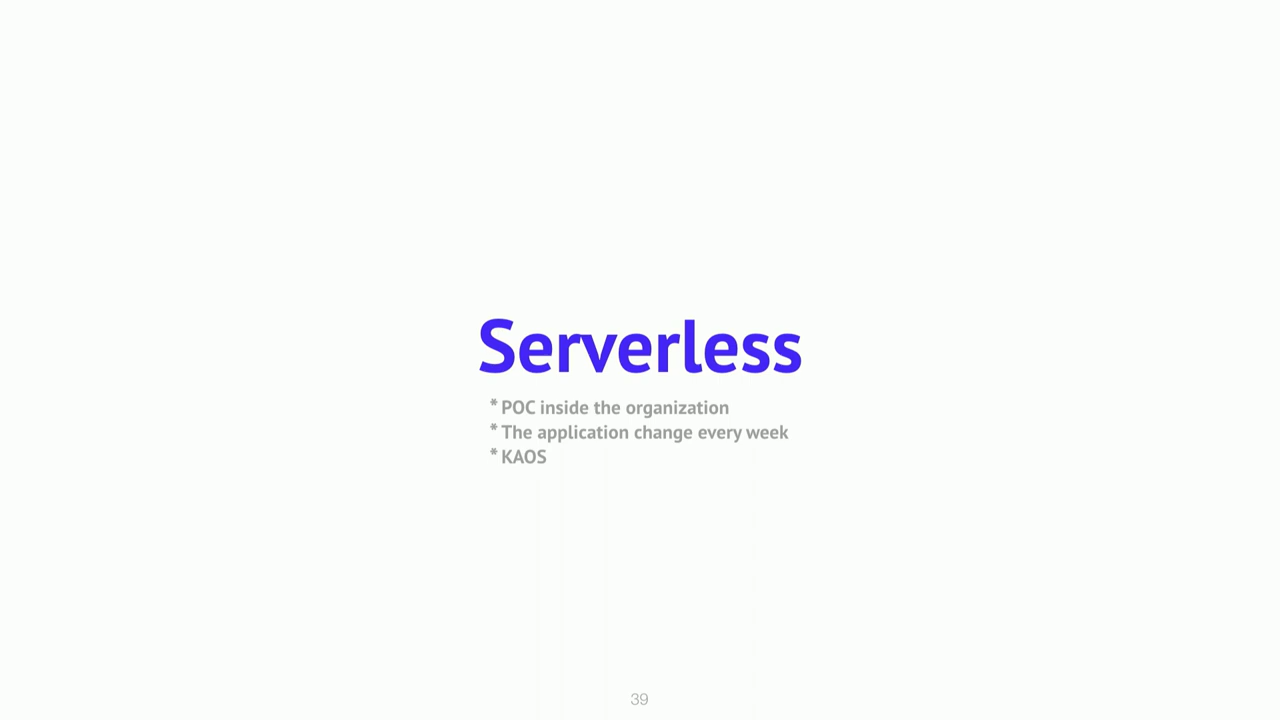 Serverless
* POC inside the organization
* The application change every week
* KAOS
39